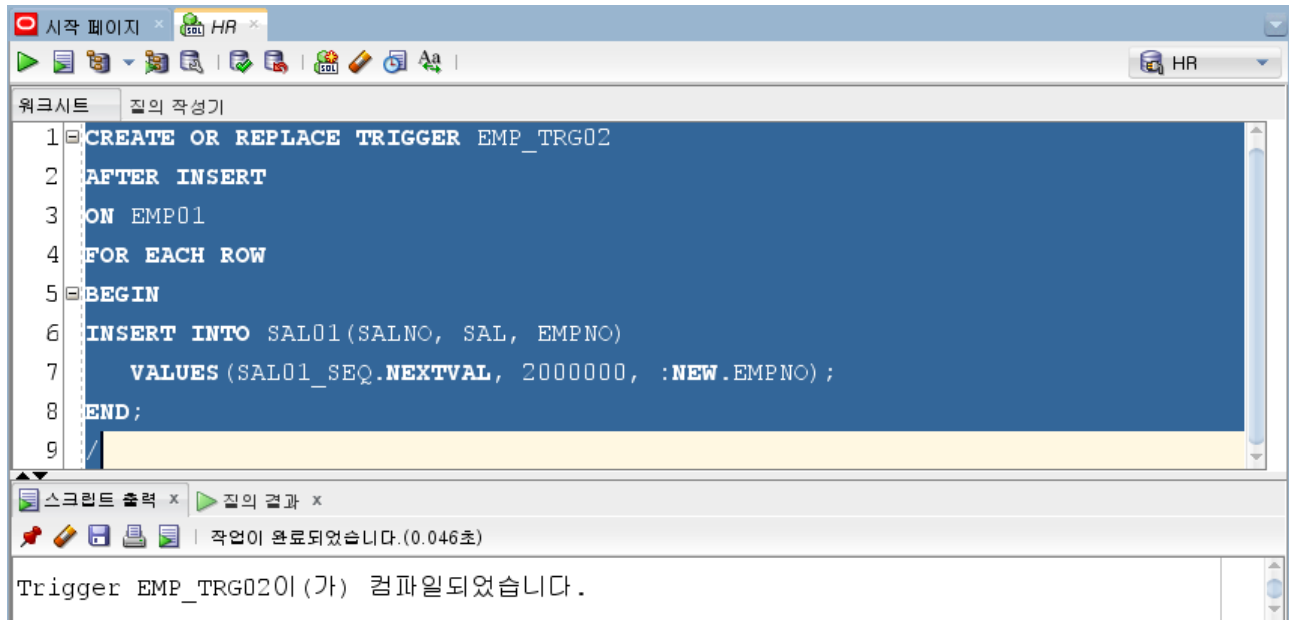 시작 페이지 HR
HR
워크시트 질의 작성기
1 CREATE OR REPLACE TRIGGER EMP_TRG02
2 AFTER INSERT
3 ON EMP01
4 FOR EACH ROW
5 BEGIN
6 INSERT INTO SAL01(SALNO, SAL, EMPNO)
7 VALUES(SAL01_SEQ.NEXTVAL, 2000000, :NEW.EMPNO);
8 END;
9 /
스크립트 출력 x 질의 결과 x
작업이 완료되었습니다.(0.046초)
Trigger EMP_TRG02이(가) 컴파일되었습니다.